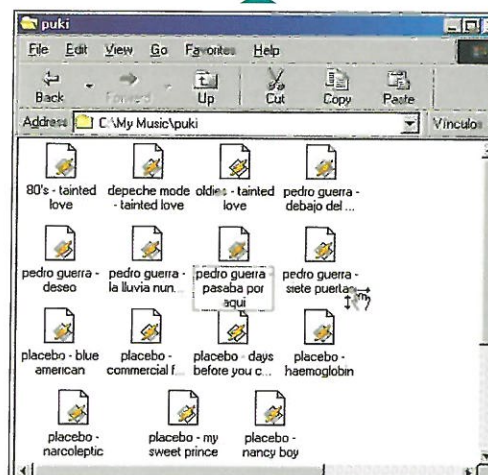 puki
File Edit View Go Favorites Help
Back Forward Up Cut Copy Paste
Address C:\My Music\puki Vínculos
80's - tainted love
depeche mode - tainted love
oldies - tainted love
pedro guerra - debajo del ...
pedro guerra - deseo
pedro guerra - la lluvia nun...
pedro guerra - pasaba por aqui
pedro guerra - siete puertas
placebo - blue american
placebo - commercial f...
placebo - days before you c...
placebo - haemoglobin
placebo - narcoleptic
placebo - my sweet prince
placebo - nancy boy